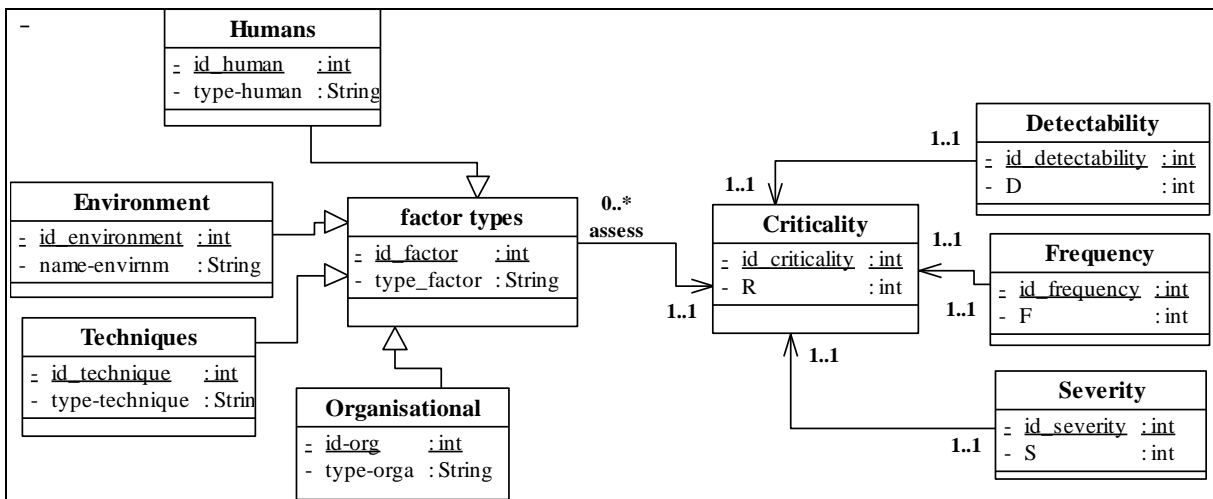 Humans
- id_human : int
- type-human : String
Environment
- id_environment : int
- name-envirnm : String
Techniques
- id_technique : int
- type-technique : Strin
factor types
- id_factor : int
- type_factor : String
Organisational
- id-org : int
- type-orga : String
0..*
assess
1..1
Criticality
- id_criticality : int
- R : int
1..1
1..1
Detectability
- id_detectability : int
- D : int
1..1
1..1
Frequency
- id_frequency : int
- F : int
1..1
1..1
Severity
- id_severity : int
- S : int